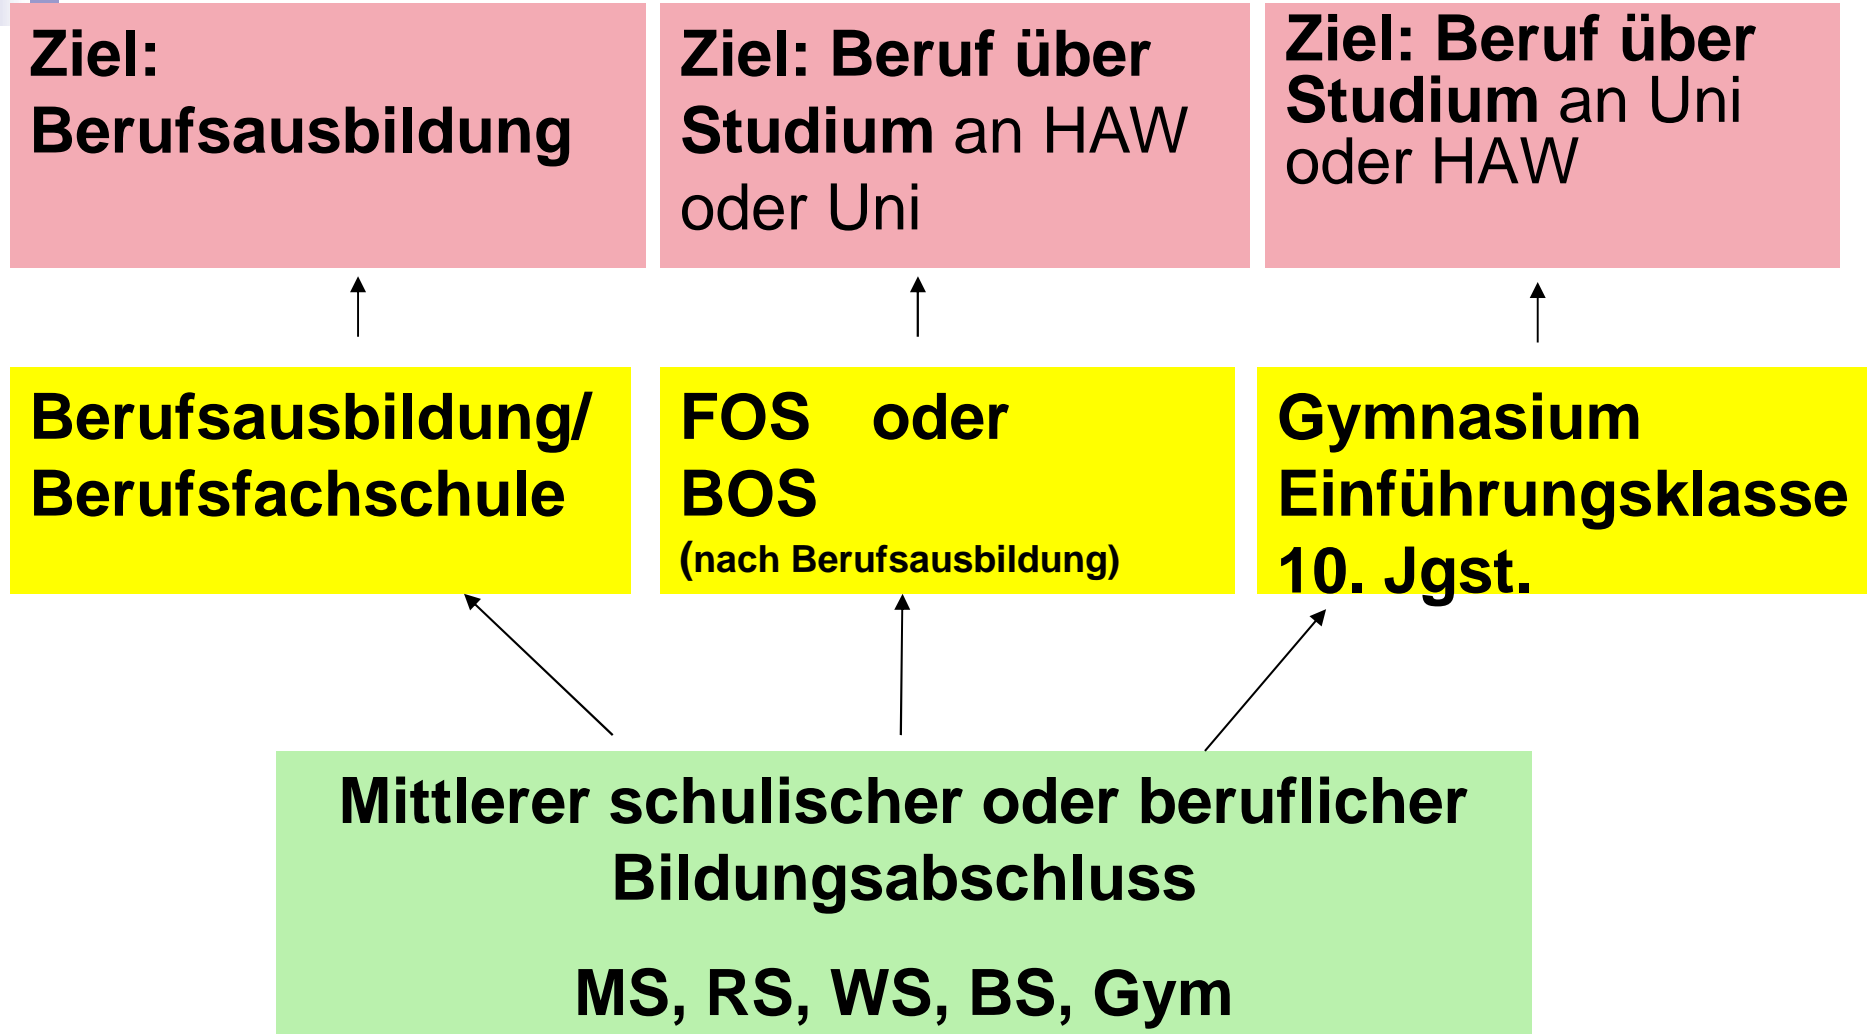 Ziel:
Berufsausbildung
Ziel: Beruf über
Studium an HAW
oder Uni
Ziel: Beruf über
Studium an Uni
oder HAW
Berufsausbildung/
Berufsfachschule
FOS oder
BOS
(nach Berufsausbildung)
Gymnasium
Einführungsklasse
10. Jgst.
Mittlerer schulischer oder beruflicher
Bildungsabschluss
MS, RS, WS, BS, Gym